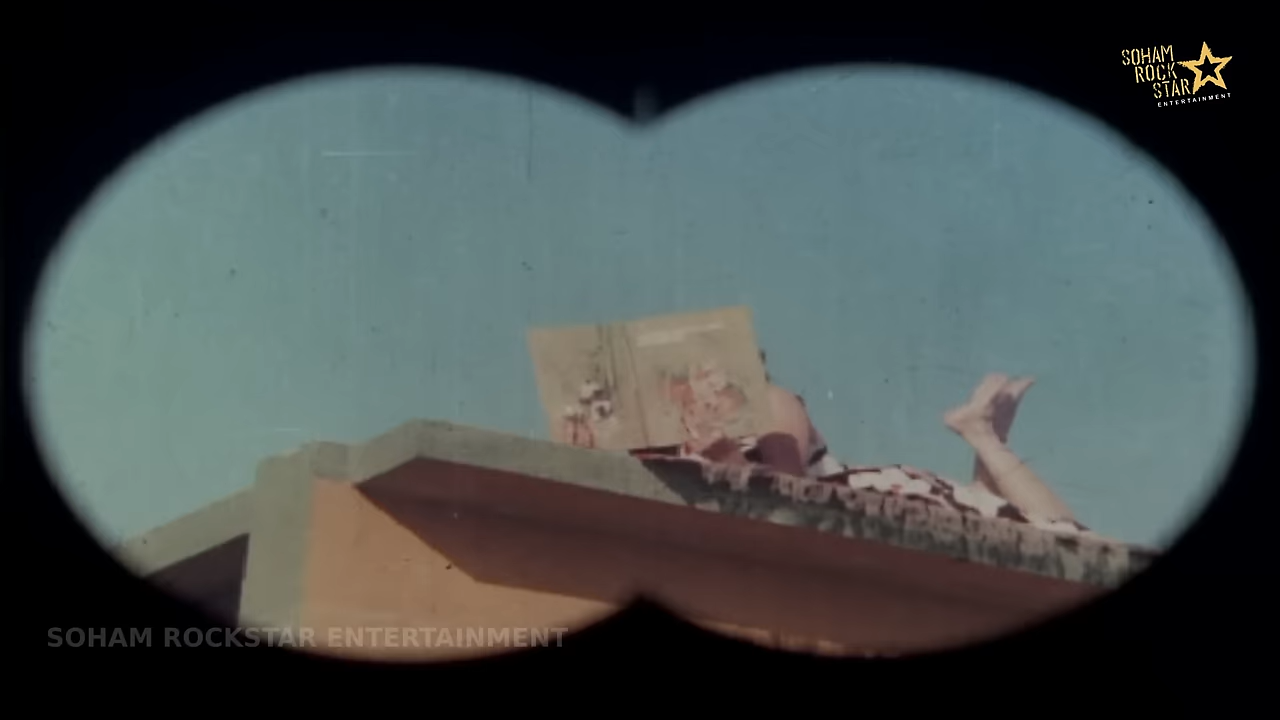 SOHAM
ROCK
STAR
ENTERTAINMENT
SOHAM ROCKSTAR ENTERTAINMENT